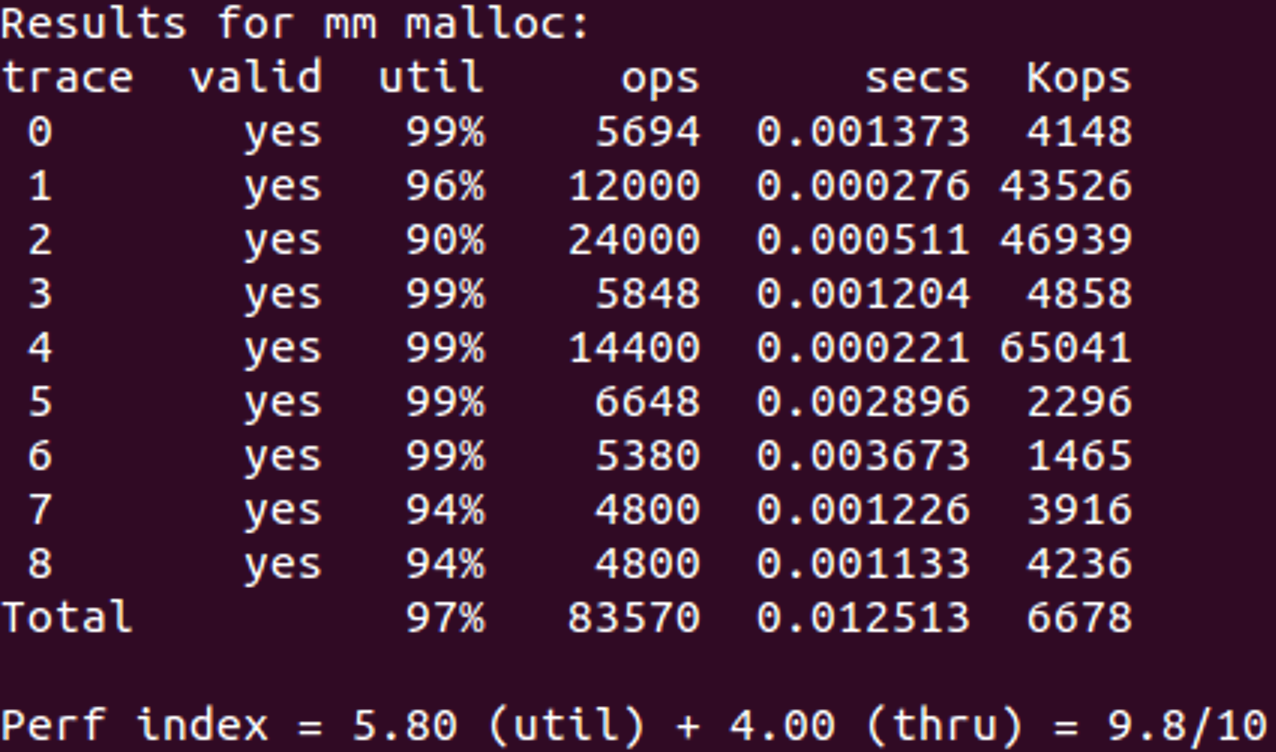 Results for mm malloc:
trace  valid  util     ops      secs  Kops
 0       yes   99%    5694  0.001373  4148
 1       yes   96%   12000  0.000276 43526
 2       yes   90%   24000  0.000511 46939
 3       yes   99%    5848  0.001204  4858
 4       yes   99%   14400  0.000221 65041
 5       yes   99%    6648  0.002896  2296
 6       yes   99%    5380  0.003673  1465
 7       yes   94%    4800  0.001226  3916
 8       yes   94%    4800  0.001133  4236
Total          97%   83570  0.012513  6678
Perf index = 5.80 (util) + 4.00 (thru) = 9.8/10